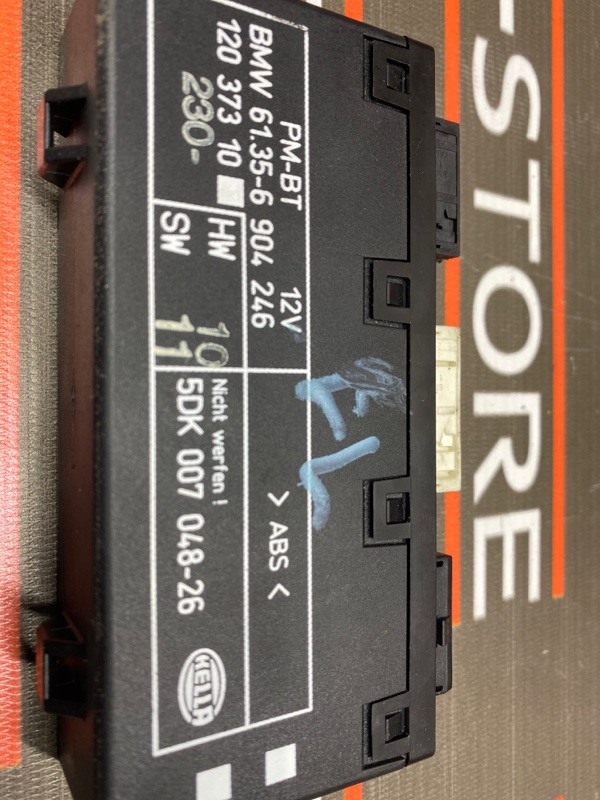 -STORE
PM-BT 12V
BMW 61.35-6 904 246
120 373 10
230-
HW 10
SW 11
> ABS <
Nicht werfen !
5DK 007 048-26
HELLA